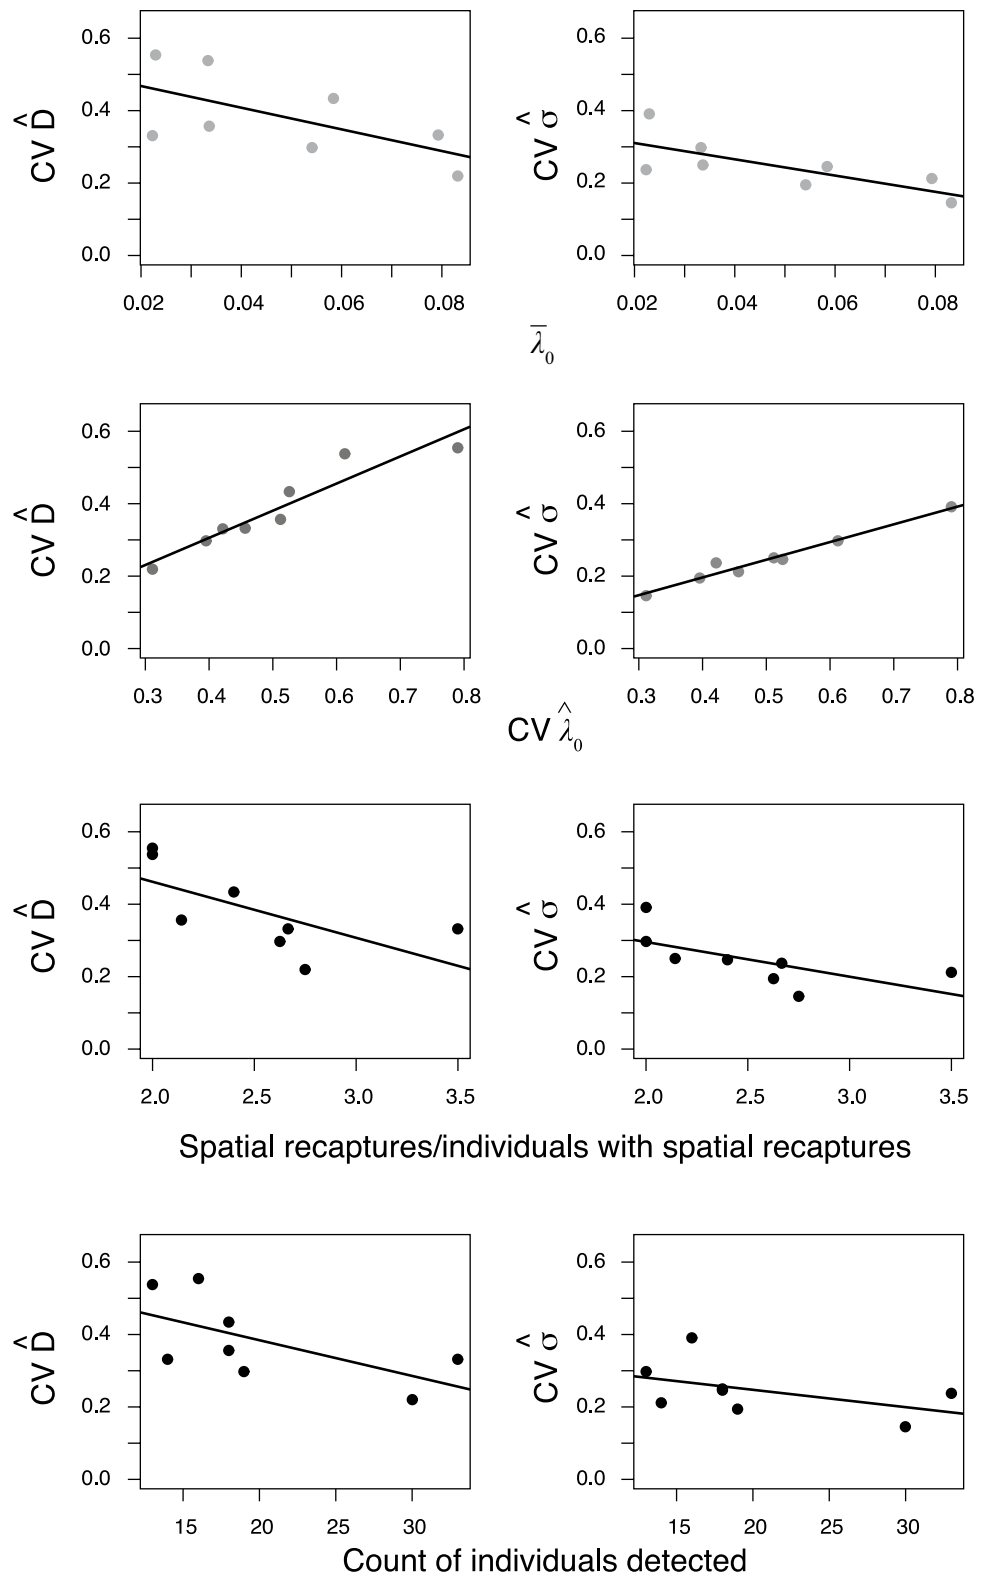 0.6
0.4
0.2
0.0
CV D̂
0.02 0.04 0.06 0.08
0.6
0.4
0.2
0.0
CV σ̂
0.02 0.04 0.06 0.08
λ̄₀
0.6
0.4
0.2
0.0
CV D̂
0.3 0.4 0.5 0.6 0.7 0.8
0.6
0.4
0.2
0.0
CV σ̂
0.3 0.4 0.5 0.6 0.7 0.8
CV λ̂₀
0.6
0.4
0.2
0.0
CV D̂
2.0 2.5 3.0 3.5
0.6
0.4
0.2
0.0
CV σ̂
2.0 2.5 3.0 3.5
Spatial recaptures/individuals with spatial recaptures
0.6
0.4
0.2
0.0
CV D̂
15 20 25 30
0.6
0.4
0.2
0.0
CV σ̂
15 20 25 30
Count of individuals detected